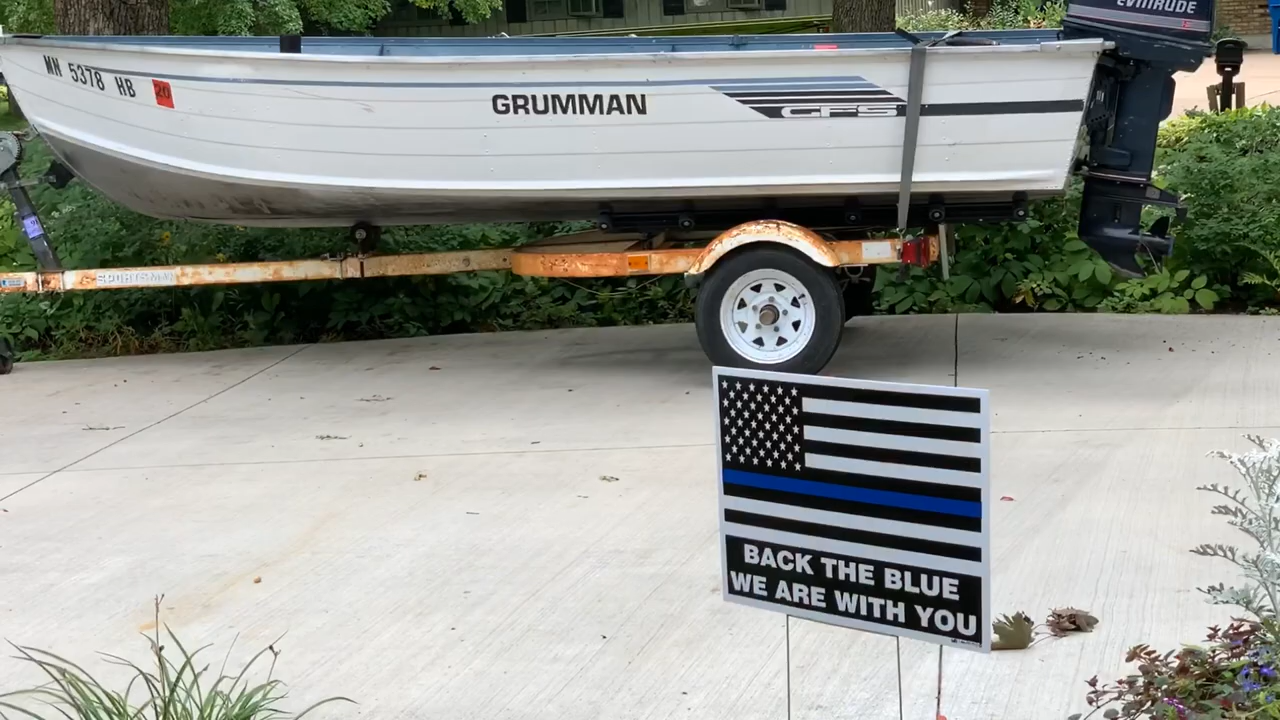 EVINRUDE
MN 5378 HB
20
GRUMMAN
GFS
SPORTSMAN
BACK THE BLUE
WE ARE WITH YOU